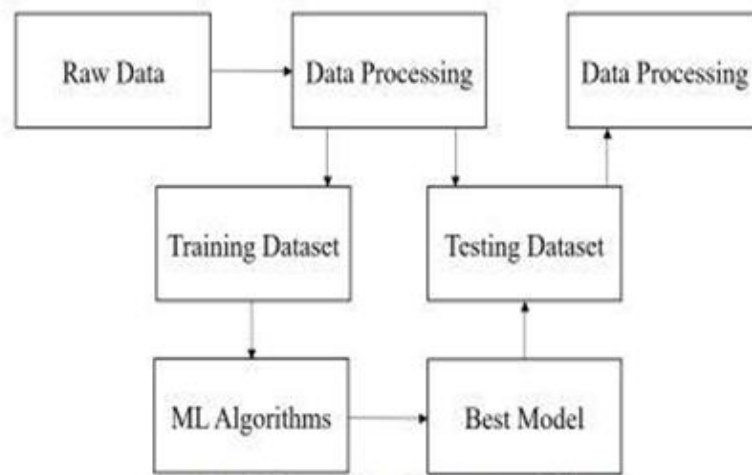 Raw Data
Data Processing
Data Processing
Training Dataset
Testing Dataset
ML Algorithms
Best Model